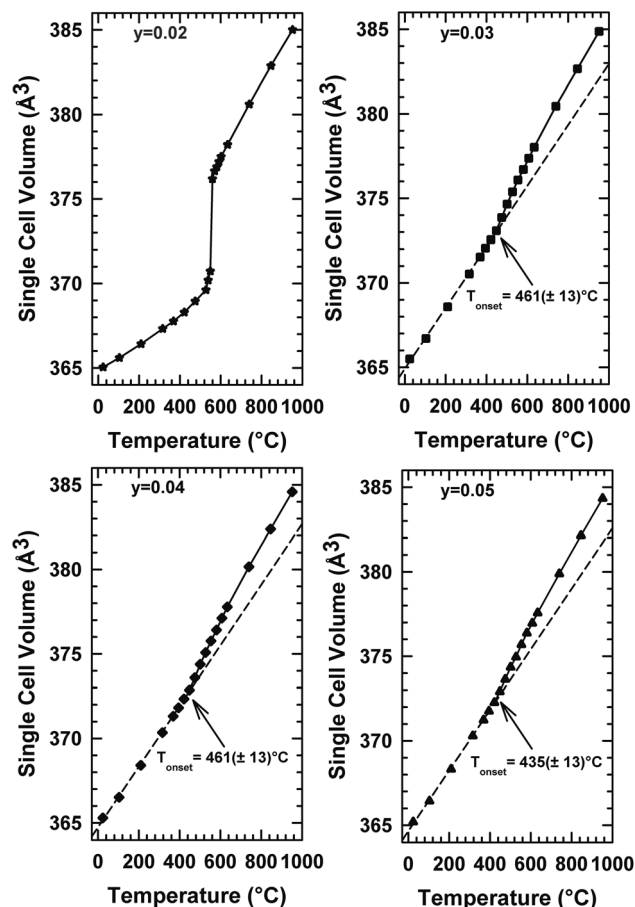 y=0.02
385
380
375
370
365
Single Cell Volume (Å3)
0 200 400 600 800 1000
Temperature (°C)
y=0.03
385
380
375
370
365
Single Cell Volume (Å3)
Tonset = 461(± 13)°C
0 200 400 600 800 1000
Temperature (°C)
y=0.04
385
380
375
370
365
Single Cell Volume (Å3)
Tonset = 461(± 13)°C
0 200 400 600 800 1000
Temperature (°C)
y=0.05
385
380
375
370
365
Single Cell Volume (Å3)
Tonset = 435(± 13)°C
0 200 400 600 800 1000
Temperature (°C)